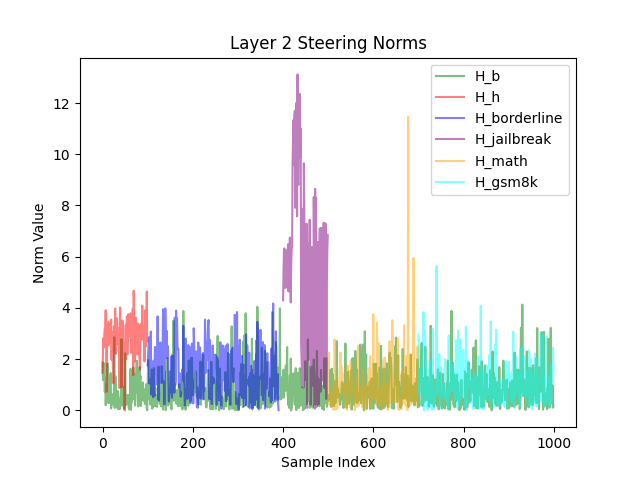 Layer 2 Steering Norms
Norm Value
12
10
8
6
4
2
0
H_b
H_h
H_borderline
H_jailbreak
H_math
H_gsm8k
0
200
400
600
800
1000
Sample Index